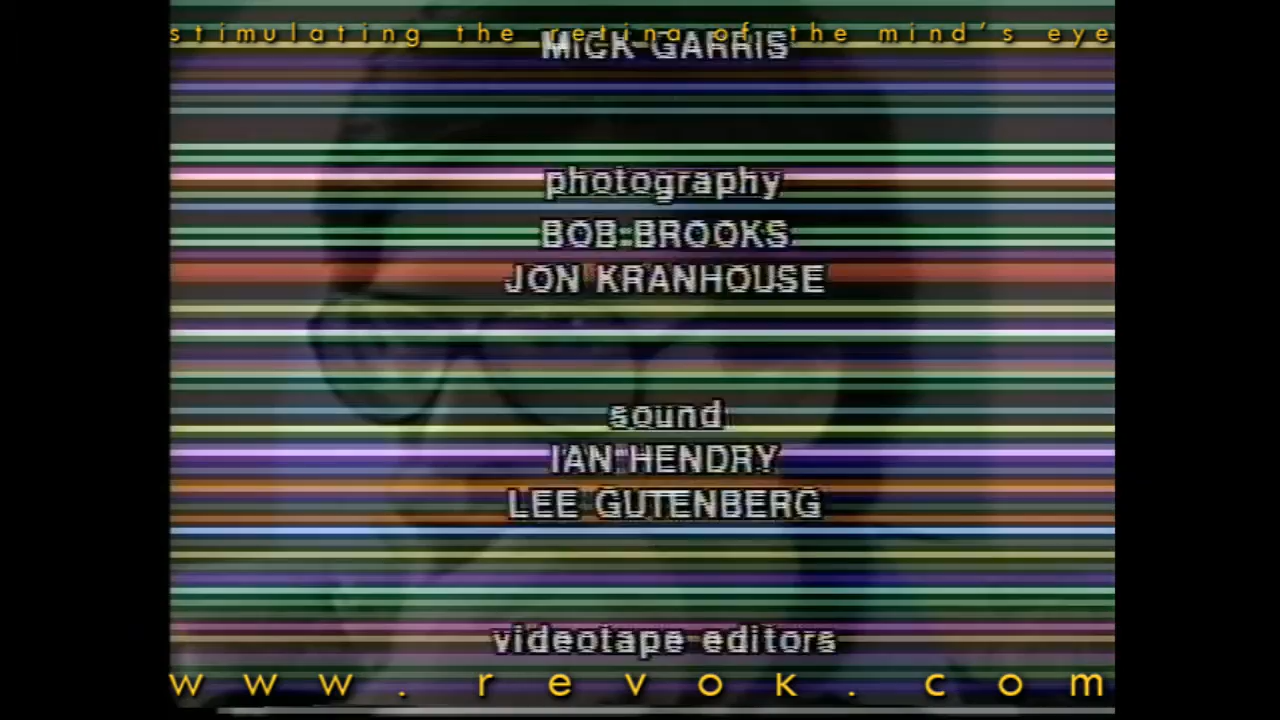 stimulating the retina of the mind's eye
MICK GARRIS
photography
BOB BROOKS
JON KRANHOUSE
sound
IAN HENDRY
LEE GUTENBERG
videotape editors
www.revok.com